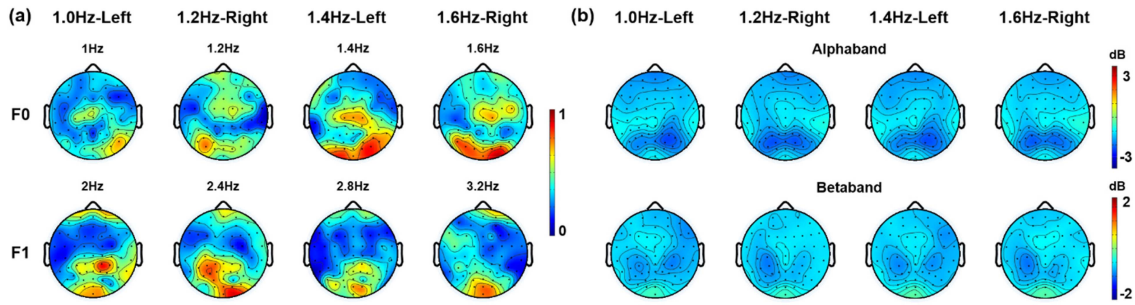 (a) 1.0Hz-Left 1.2Hz-Right 1.4Hz-Left 1.6Hz-Right
1Hz 1.2Hz 1.4Hz 1.6Hz
F0
1
0
2Hz 2.4Hz 2.8Hz 3.2Hz
F1
(b) 1.0Hz-Left 1.2Hz-Right 1.4Hz-Left 1.6Hz-Right
Alphaband
dB
3
-3
Betaband
dB
2
-2